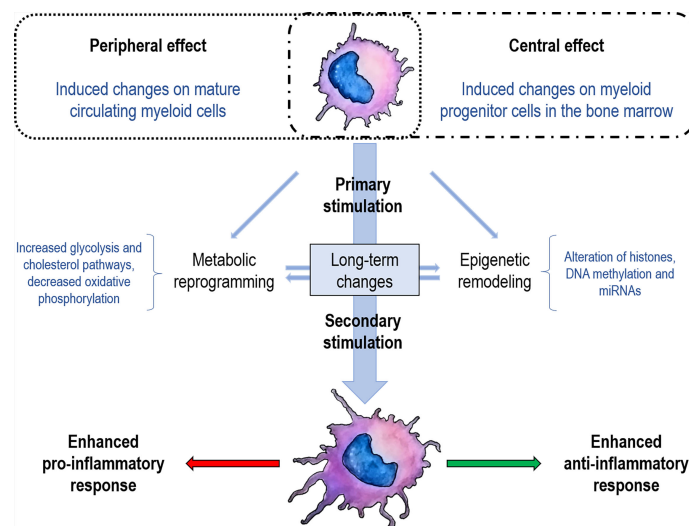 Peripheral effect
Induced changes on mature
circulating myeloid cells
Central effect
Induced changes on myeloid
progenitor cells in the bone marrow
Primary
stimulation
Increased glycolysis and
cholesterol pathways,
decreased oxidative
phosphorylation
Metabolic
reprogramming
Long-term
changes
Epigenetic
remodeling
Alteration of histones,
DNA methylation and
miRNAs
Secondary
stimulation
Enhanced
pro-inflammatory
response
Enhanced
anti-inflammatory
response